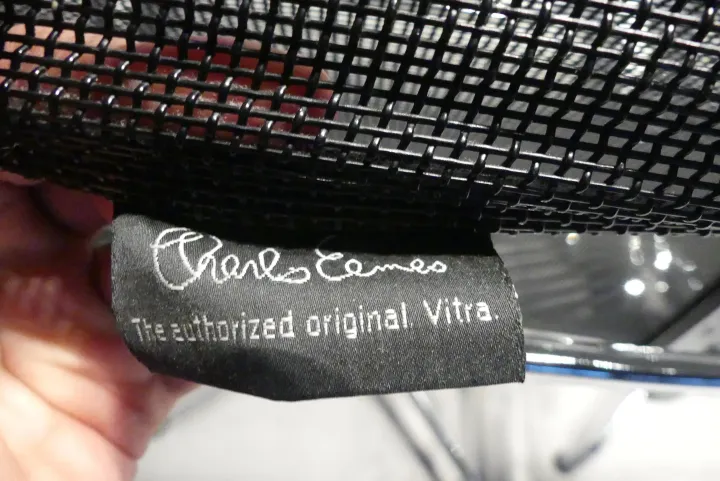 Charles Eames
The authorized original. Vitra.